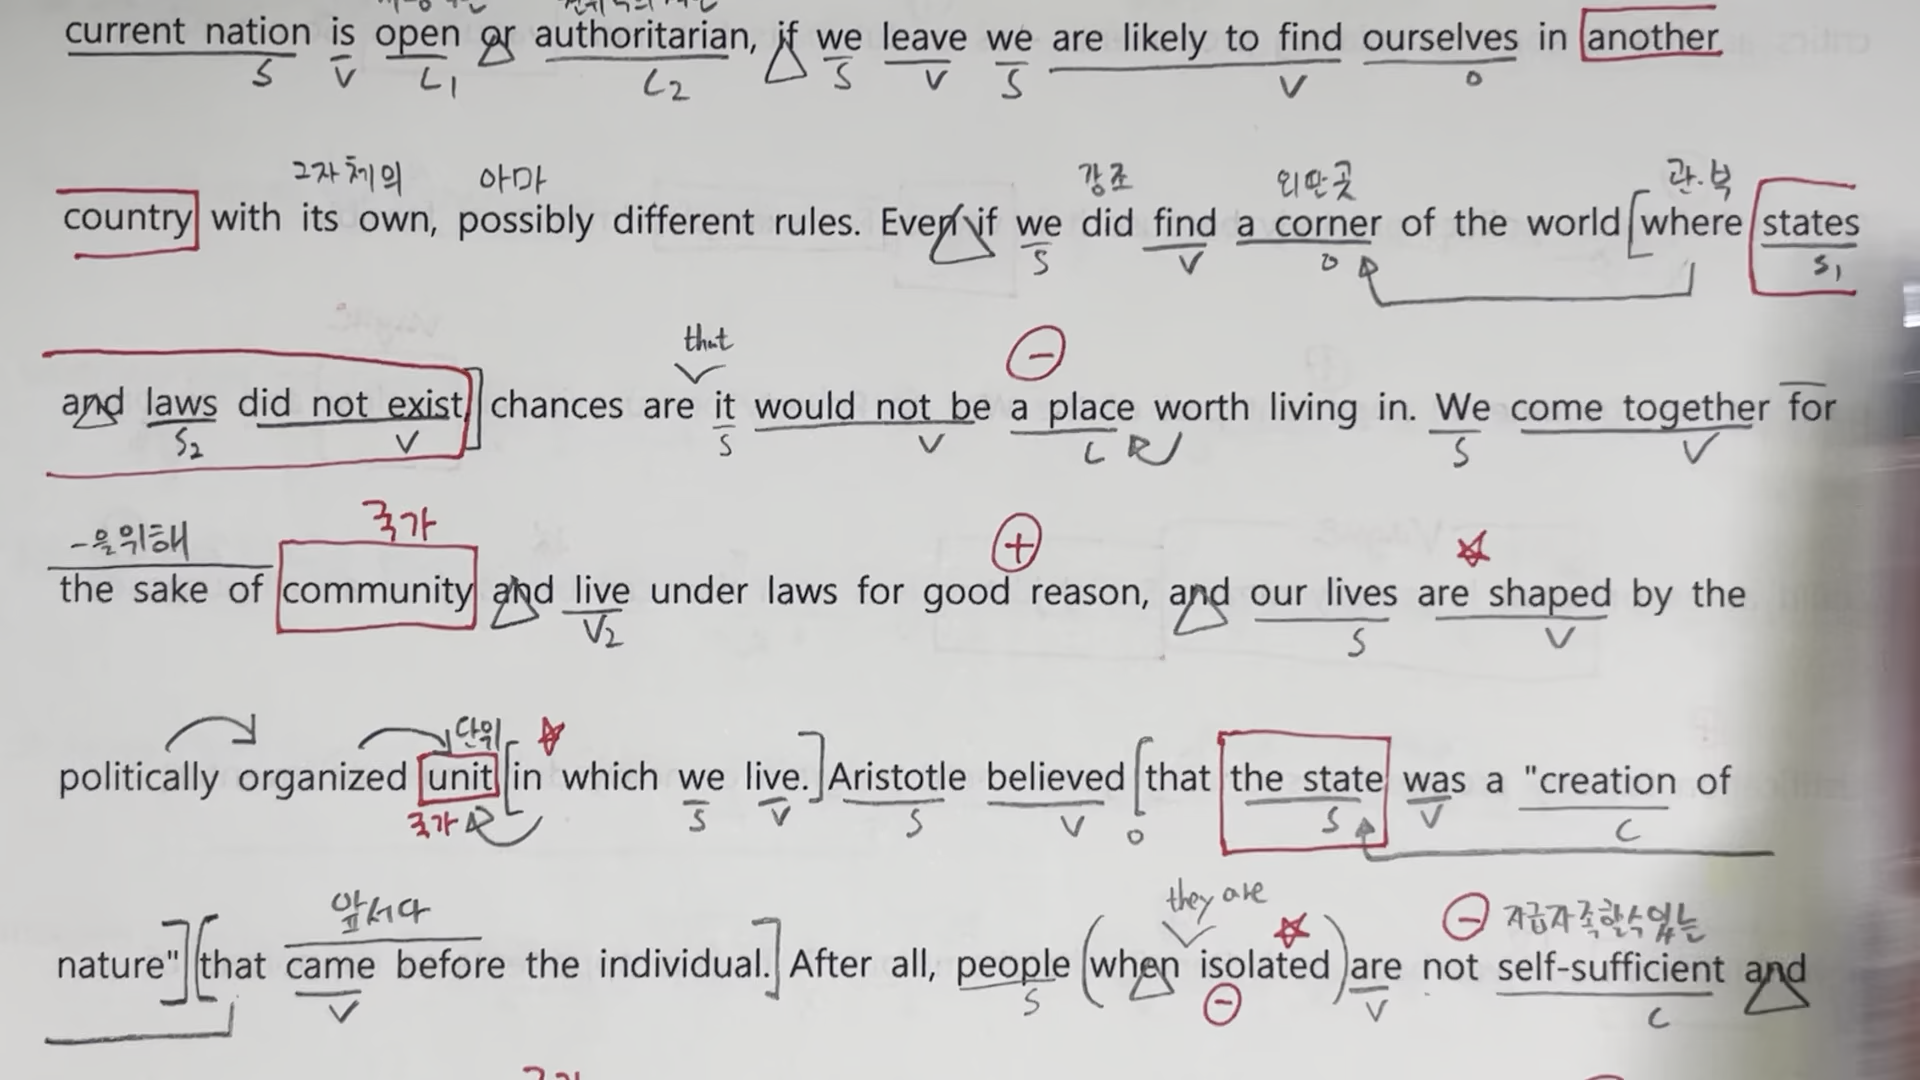 current nation is open or authoritarian, if we leave we are likely to find ourselves in another
S V C1 C2 S V S V O
그자체의 아마 강조 외딴곳 관.부
country with its own, possibly different rules. Even if we did find a corner of the world [where states
S V O S1
that ⊖
and laws did not exist,] chances are it would not be a place worth living in. We come together for
S2 V S V C S V
-을위해 국가 ⊕ ☆
the sake of community and live under laws for good reason, and our lives are shaped by the
V2 S V
단위 ☆
politically organized unit [in which we live.] Aristotle believed [that the state was a "creation of
국가 S V S V O S V C
앞서다 they are ☆ ⊖ 자급자족할수있는
nature"] [that came before the individual.] After all, people (when isolated) are not self-sufficient and
V S ⊖ V C